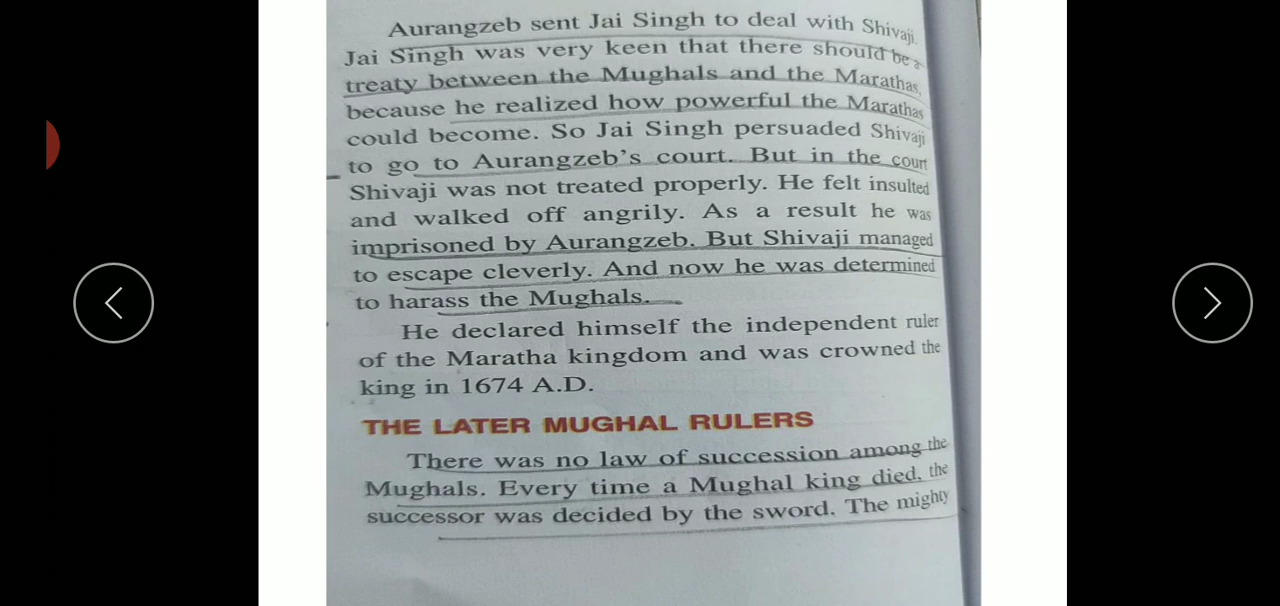 Aurangzeb sent Jai Singh to deal with Shivaji.
Jai Singh was very keen that there should be a
treaty between the Mughals and the Marathas,
because he realized how powerful the Marathas
could become. So Jai Singh persuaded Shivaji
to go to Aurangzeb's court. But in the court
Shivaji was not treated properly. He felt insulted
and walked off angrily. As a result he was
imprisoned by Aurangzeb. But Shivaji managed
to escape cleverly. And now he was determined
to harass the Mughals.
He declared himself the independent ruler
of the Maratha kingdom and was crowned the
king in 1674 A.D.
THE LATER MUGHAL RULERS
There was no law of succession among the
Mughals. Every time a Mughal king died, the
successor was decided by the sword. The mighty